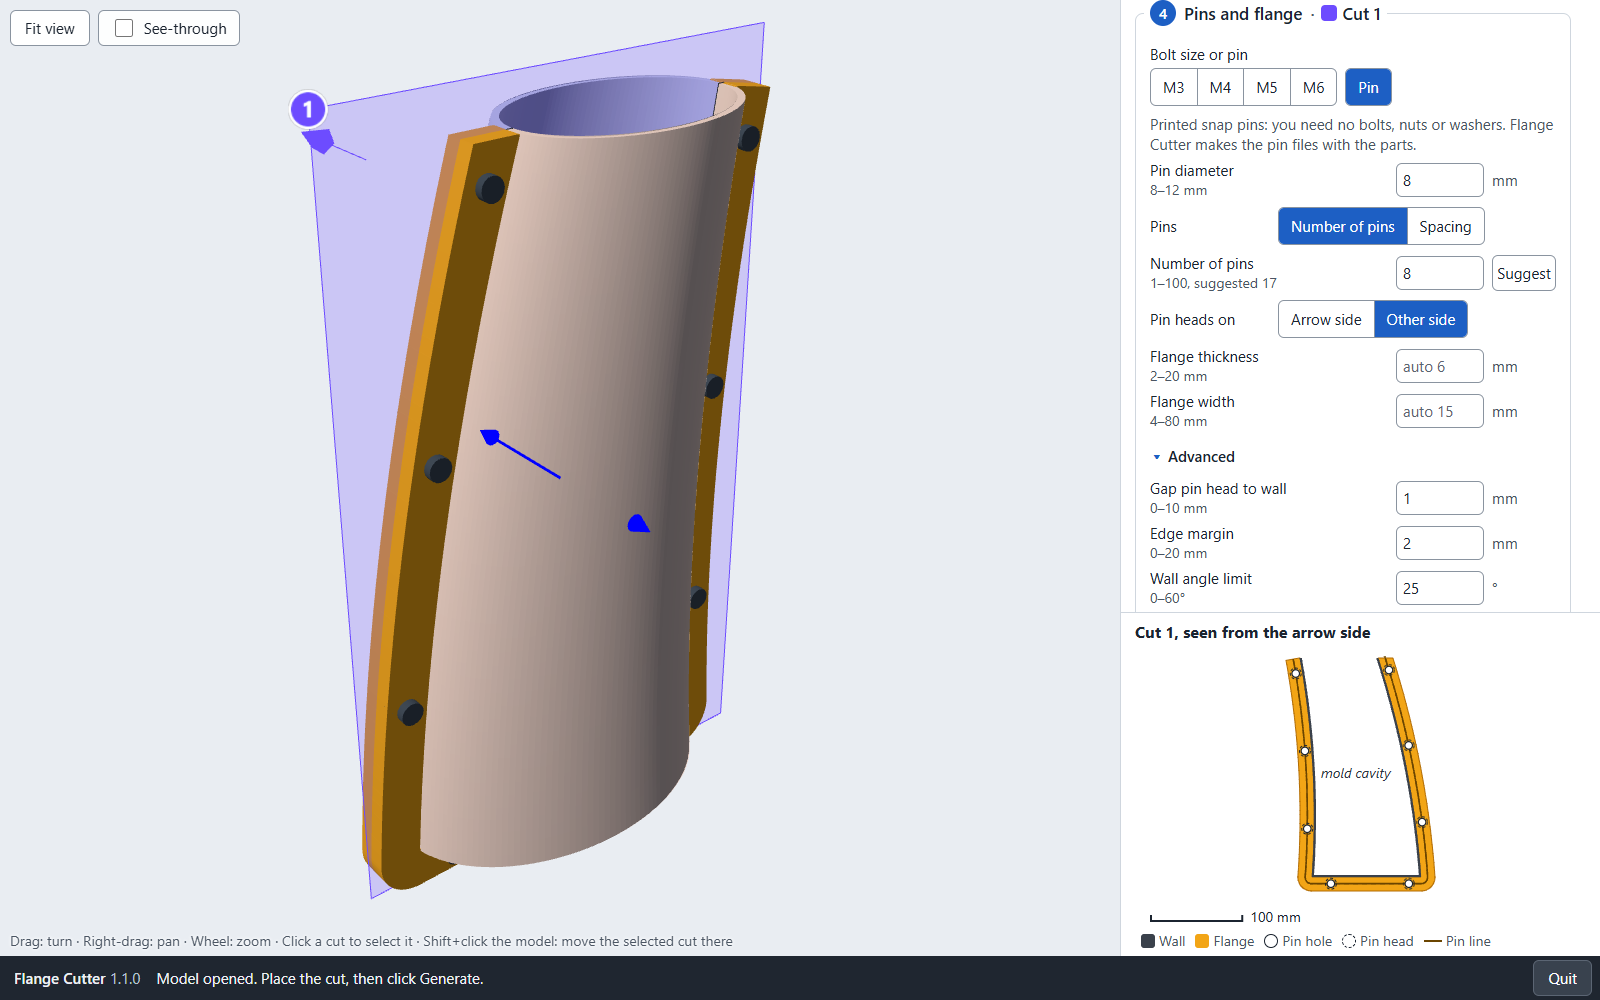 Fit view
See-through
1
Drag: turn · Right-drag: pan · Wheel: zoom · Click a cut to select it · Shift+click the model: move the selected cut there
4 Pins and flange · Cut 1
Bolt size or pin
M3 M4 M5 M6 Pin
Printed snap pins: you need no bolts, nuts or washers. Flange
Cutter makes the pin files with the parts.
Pin diameter 8 mm
8–12 mm
Pins Number of pins Spacing
Number of pins 8 Suggest
1–100, suggested 17
Pin heads on Arrow side Other side
Flange thickness auto 6 mm
2–20 mm
Flange width auto 15 mm
4–80 mm
Advanced
Gap pin head to wall 1 mm
0–10 mm
Edge margin 2 mm
0–20 mm
Wall angle limit 25 °
0–60°
Cut 1, seen from the arrow side
mold cavity
100 mm
Wall Flange Pin hole Pin head Pin line
Flange Cutter 1.1.0 Model opened. Place the cut, then click Generate.
Quit